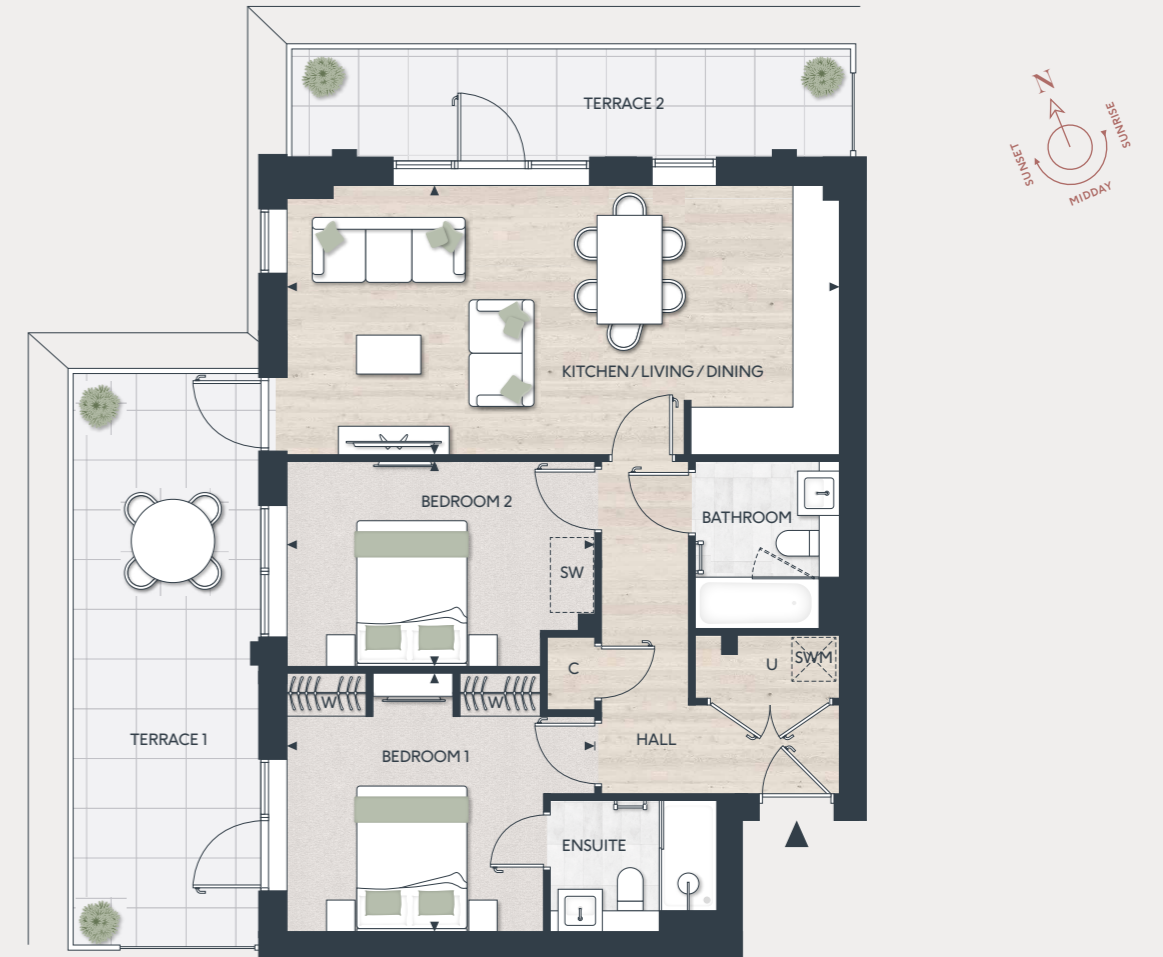 TERRACE 2
N
SUNRISE
SUNSET
MIDDAY
KITCHEN / LIVING / DINING
BEDROOM 2
BATHROOM
SW
C
U
SWM
W
W
TERRACE 1
HALL
BEDROOM 1
ENSUITE